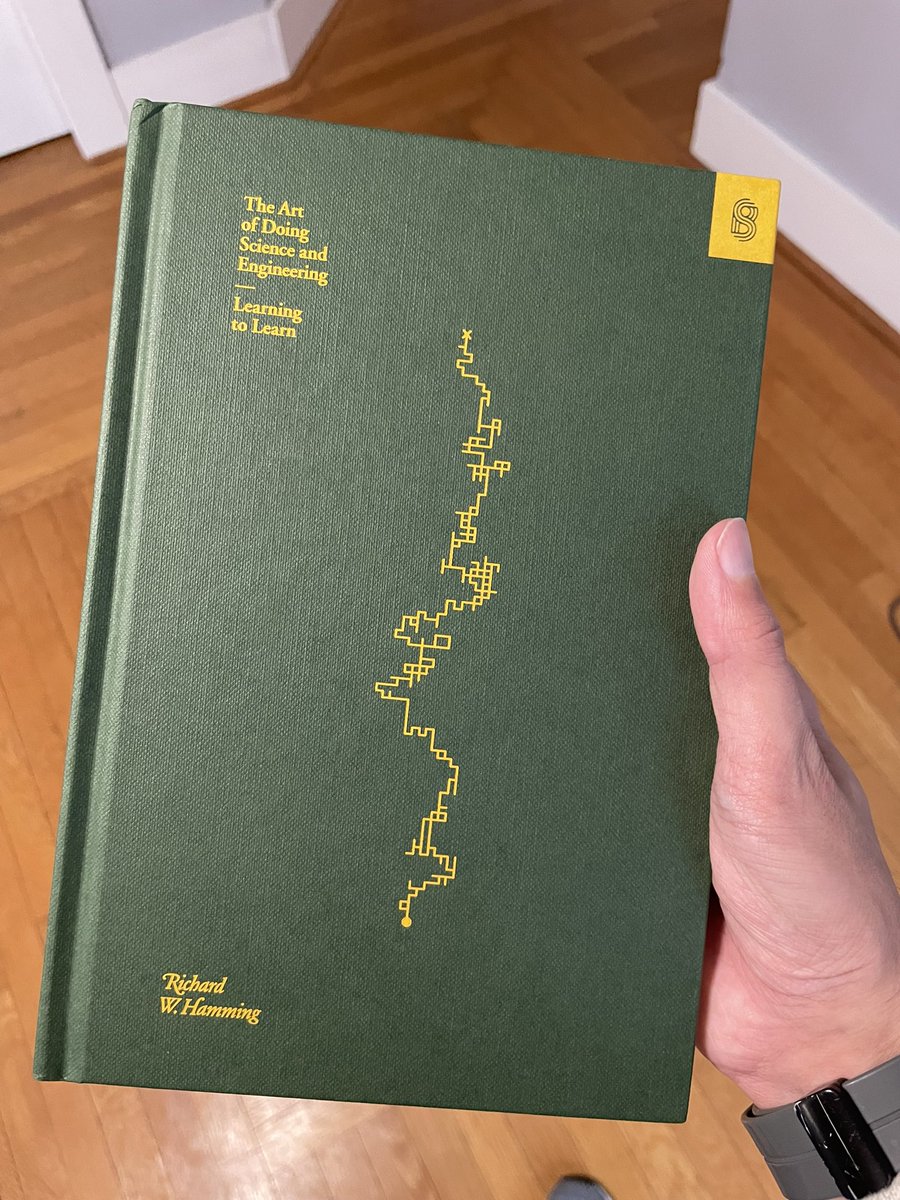 The Art
of Doing
Science and
Engineering
—
Learning
to Learn
Richard
W. Hamming